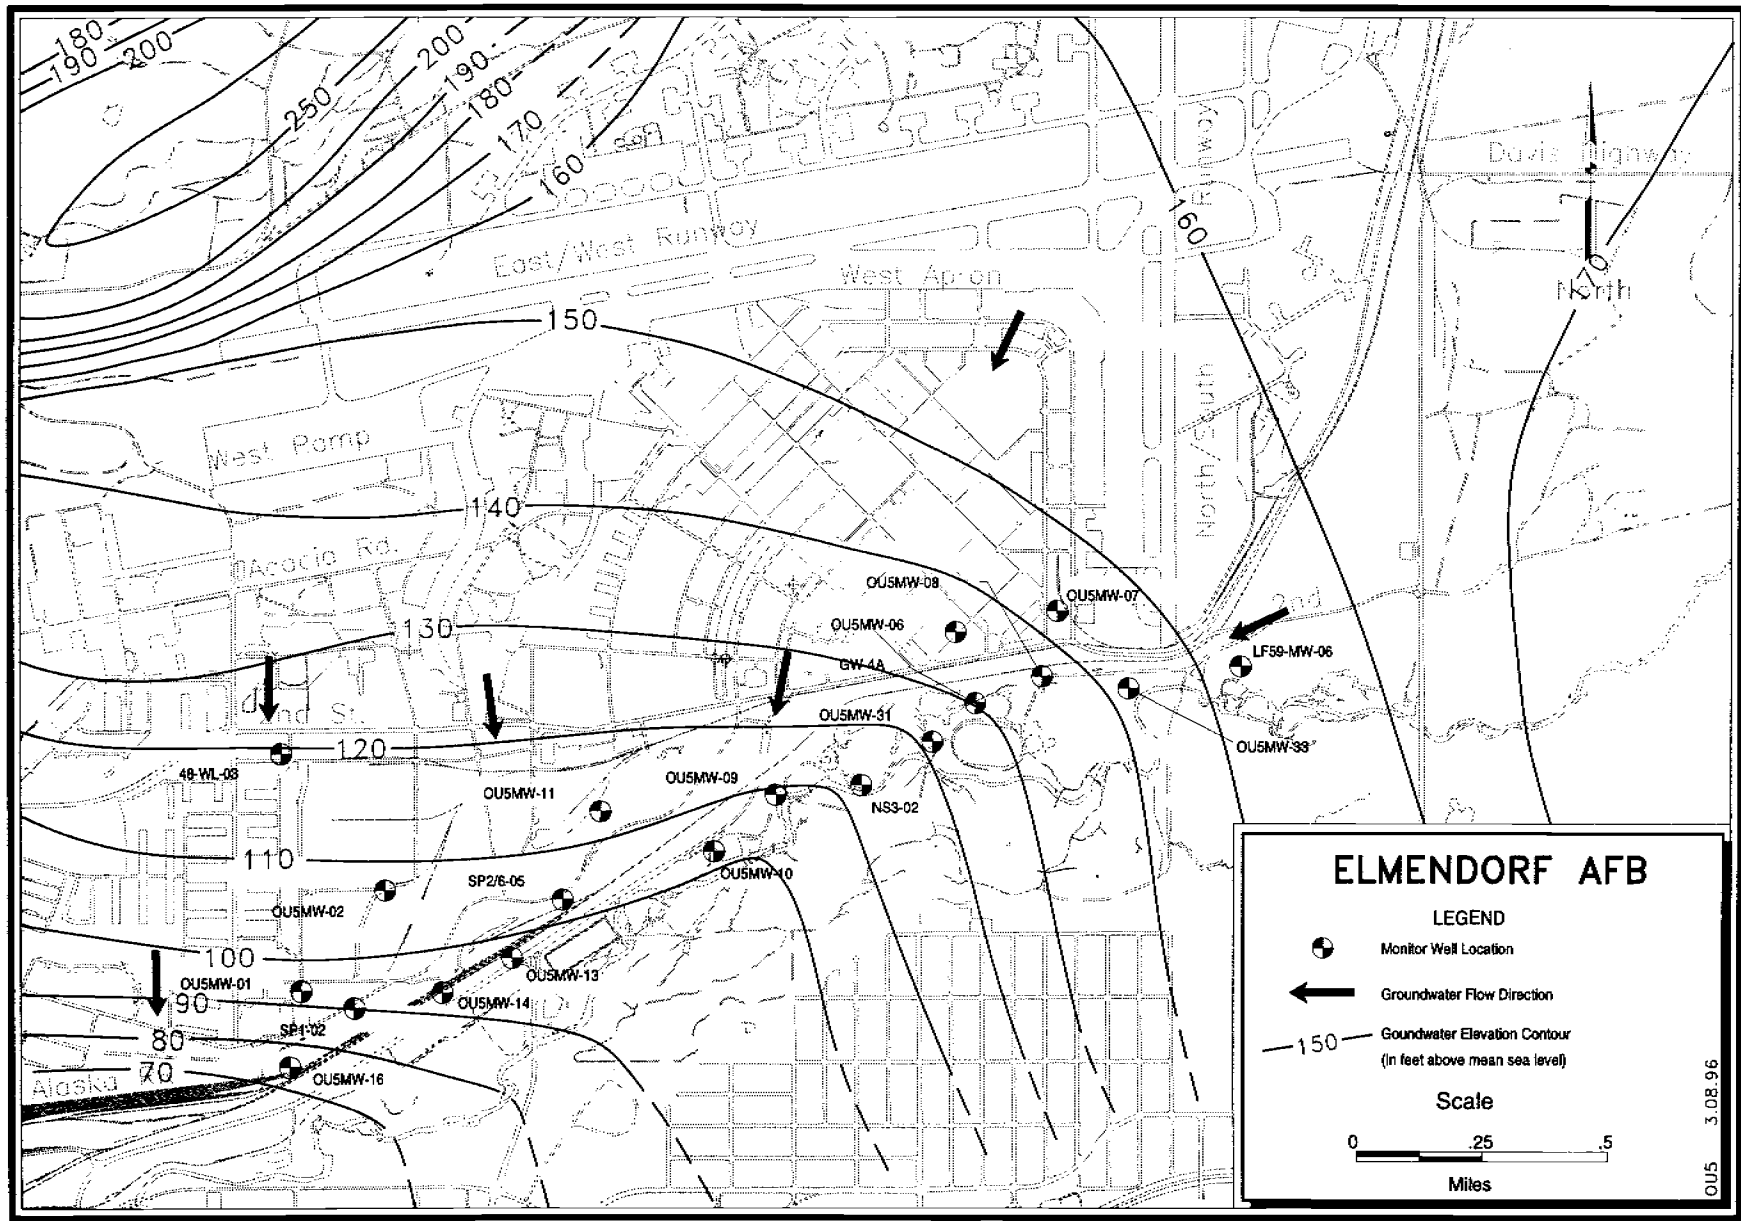 180
190
200
250
200
190
180
170
160
Runway
Davis Highway
160
East/West Runway
West Apron
170
North
150
West Romp
North/South
140
Acacia Rd.
OU5MW-08
OU5MW-07
2nd
130
OU5MW-06
GW-4A
LF59-MW-06
2nd St.
OU5MW-31
120
OU5MW-33
48-WL-03
OU5MW-09
OU5MW-11
NS3-02
110
OU5MW-10
SP2/6-05
OU5MW-02
100
OU5MW-13
OU5MW-01
OU5MW-14
90
SP1-02
80
70
Alaska
OU5MW-16
ELMENDORF AFB
LEGEND
Monitor Well Location
Groundwater Flow Direction
150
Goundwater Elevation Contour
(in feet above mean sea level)
Scale
0 .25 .5
Miles
OU5 3.08.96